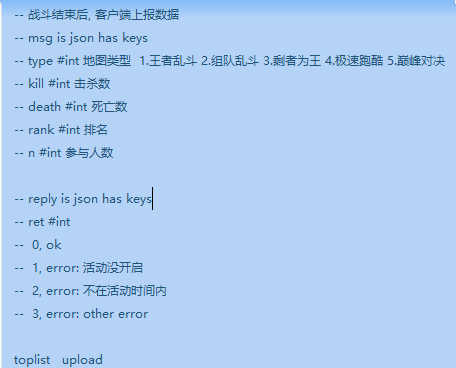 -- 战斗结束后, 客户端上报数据
-- msg is json has keys
-- type #int 地图类型  1.王者乱斗 2.组队乱斗 3.剩者为王 4.极速跑酷 5.巅峰对决
-- kill #int 击杀数
-- death #int 死亡数
-- rank #int 排名
-- n #int 参与人数
-- reply is json has keys
-- ret #int
--  0, ok
--  1, error: 活动没开启
--  2, error: 不在活动时间内
--  3, error: other error
toplist   upload